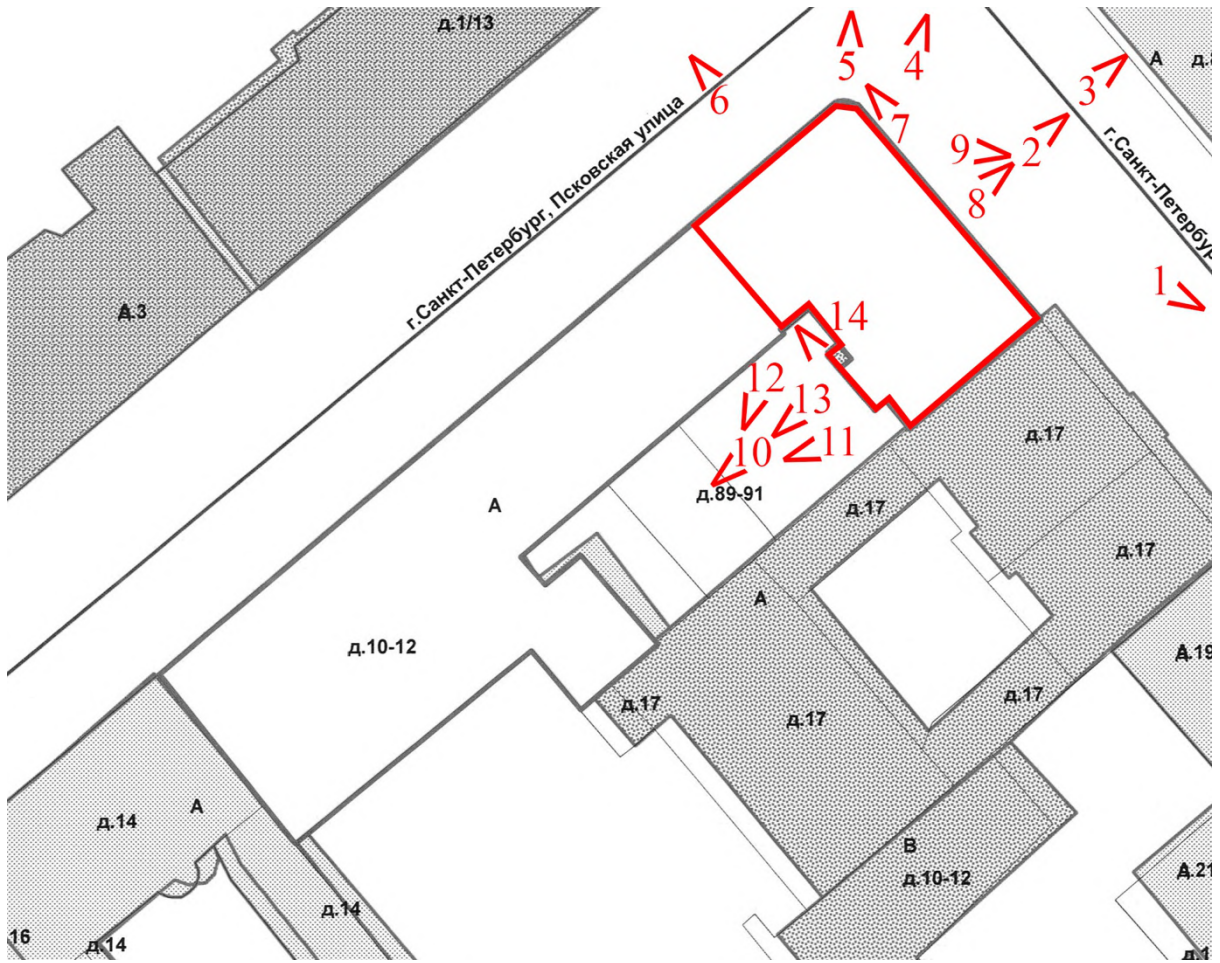 д.1/13
5
4
А
6
3
7
г.Санкт-Петербург, Псковская улица
9
2
г.Санкт-Петербур
8
1
д.3
14
12
13
10
11
д.17
д.89-91
А
д.17
д.17
А
д.10-12
д.19
д.17
д.17
д.17
А
д.14
В
д.10-12
д.21
д.14
16
д.14